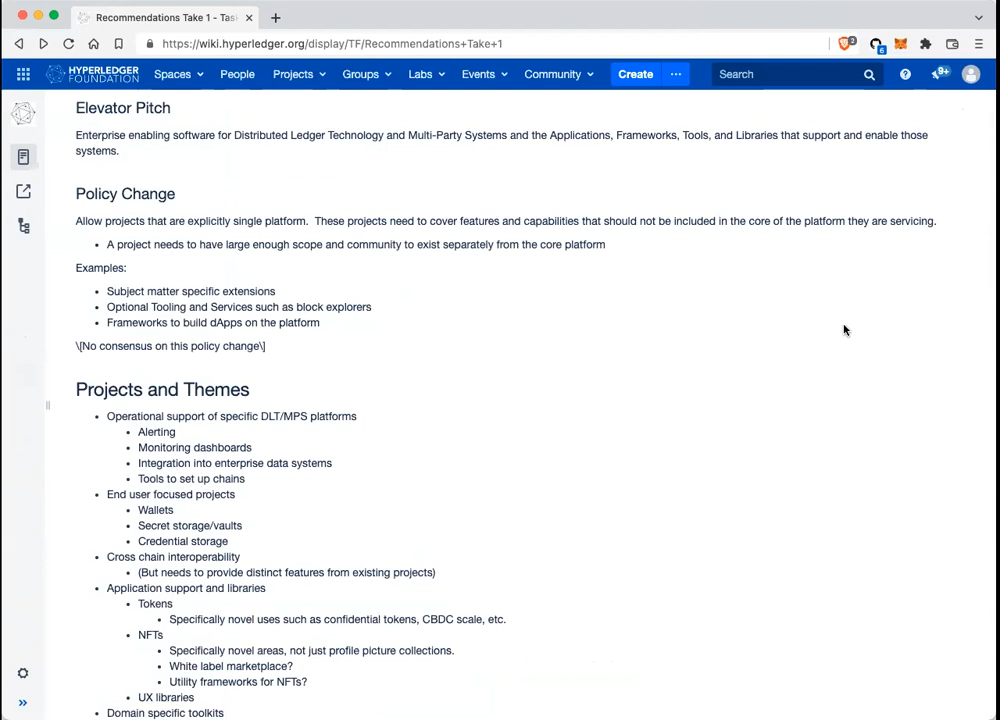 Recommendations Take 1 - Tas
https://wiki.hyperledger.org/display/TF/Recommendations+Take+1
2
6
HYPERLEDGER
FOUNDATION
Spaces People Projects Groups Labs Events Community Create ... Search 9+
Elevator Pitch
Enterprise enabling software for Distributed Ledger Technology and Multi-Party Systems and the Applications, Frameworks, Tools, and Libraries that support and enable those
systems.
Policy Change
Allow projects that are explicitly single platform. These projects need to cover features and capabilities that should not be included in the core of the platform they are servicing.
• A project needs to have large enough scope and community to exist separately from the core platform
Examples:
• Subject matter specific extensions
• Optional Tooling and Services such as block explorers
• Frameworks to build dApps on the platform
\[No consensus on this policy change\]
Projects and Themes
• Operational support of specific DLT/MPS platforms
• Alerting
• Monitoring dashboards
• Integration into enterprise data systems
• Tools to set up chains
• End user focused projects
• Wallets
• Secret storage/vaults
• Credential storage
• Cross chain interoperability
• (But needs to provide distinct features from existing projects)
• Application support and libraries
• Tokens
• Specifically novel uses such as confidential tokens, CBDC scale, etc.
• NFTs
• Specifically novel areas, not just profile picture collections.
• White label marketplace?
• Utility frameworks for NFTs?
• UX libraries
• Domain specific toolkits